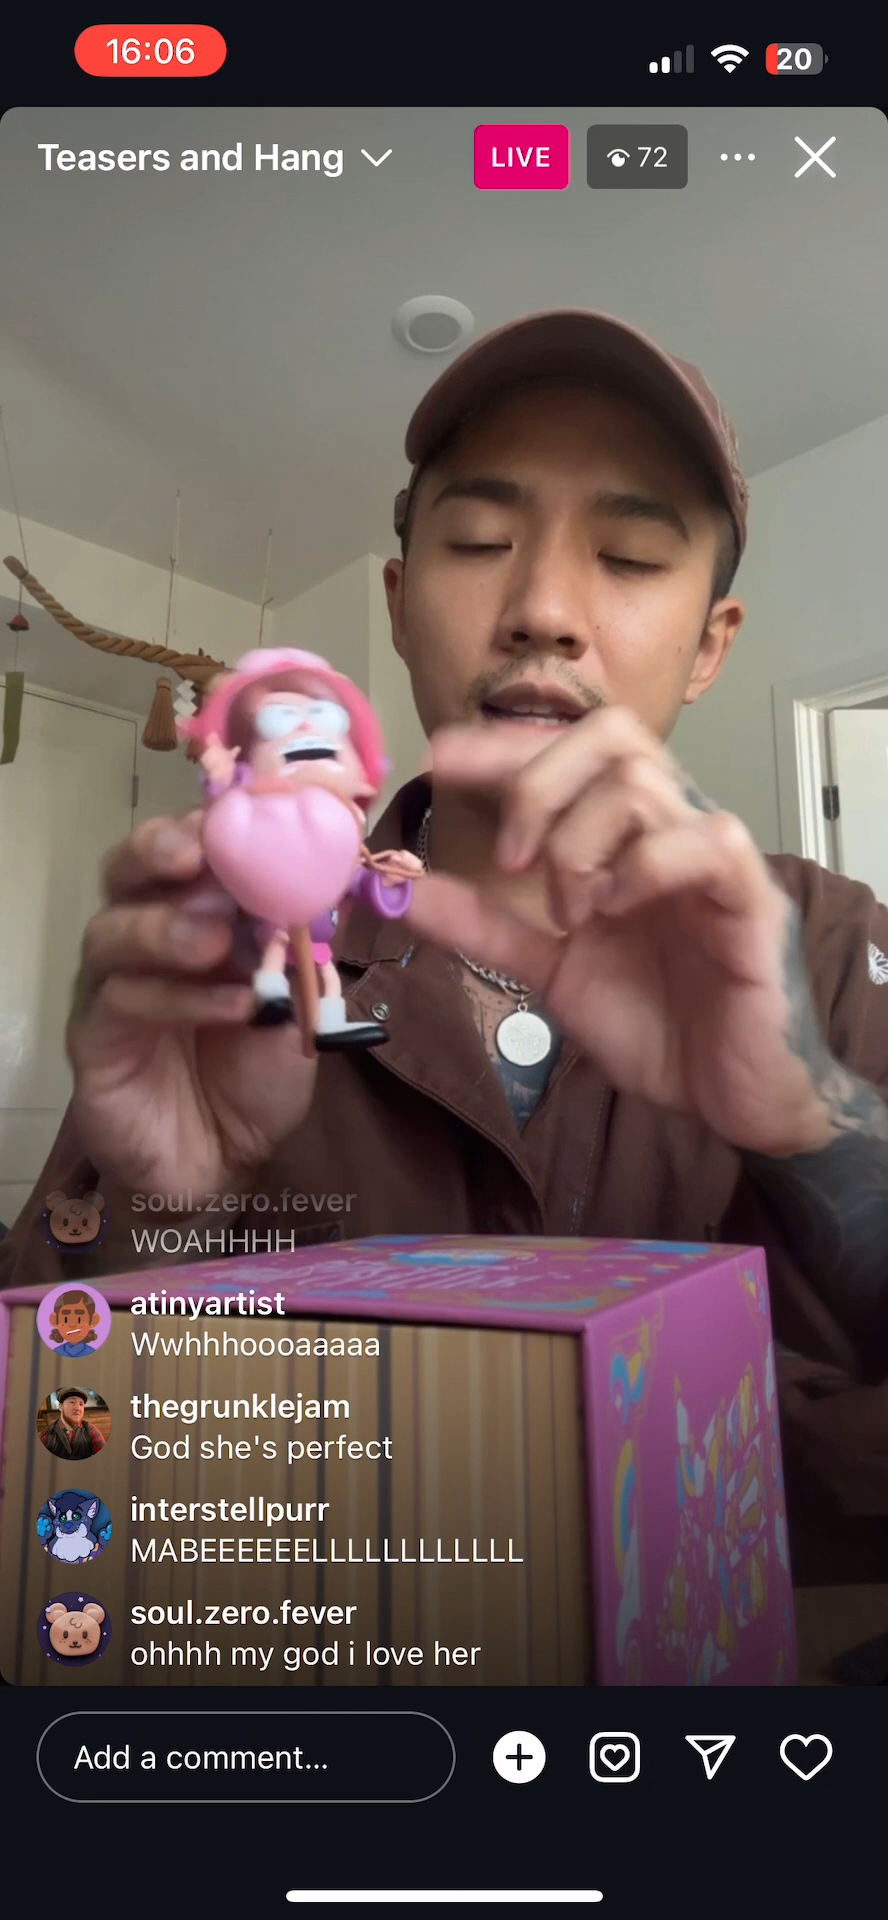 16:06
20
Teasers and Hang
LIVE
72
soul.zero.fever
WOAHHHH
atinyartist
Wwhhhoooaaaaa
thegrunklejam
God she's perfect
interstellpurr
MABEEEEEELLLLLLLLLLLL
soul.zero.fever
ohhhh my god i love her
Add a comment...